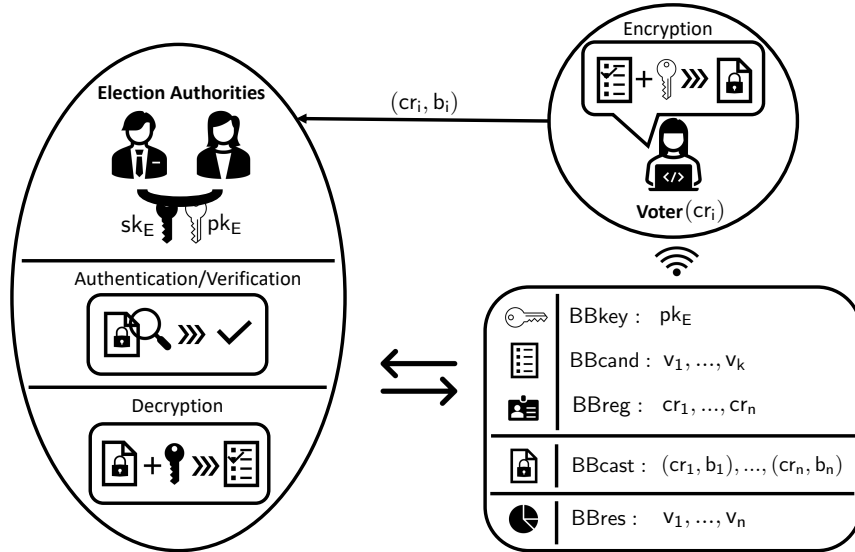 Election Authorities
sk_E
pk_E
Authentication/Verification
Decryption
(cr_i, b_i)
Encryption
</>
Voter(cr_i)
BBkey : pk_E
BBcand : v_1, ..., v_k
BBreg : cr_1, ..., cr_n
BBcast : (cr_1, b_1), ..., (cr_n, b_n)
BBres : v_1, ..., v_n